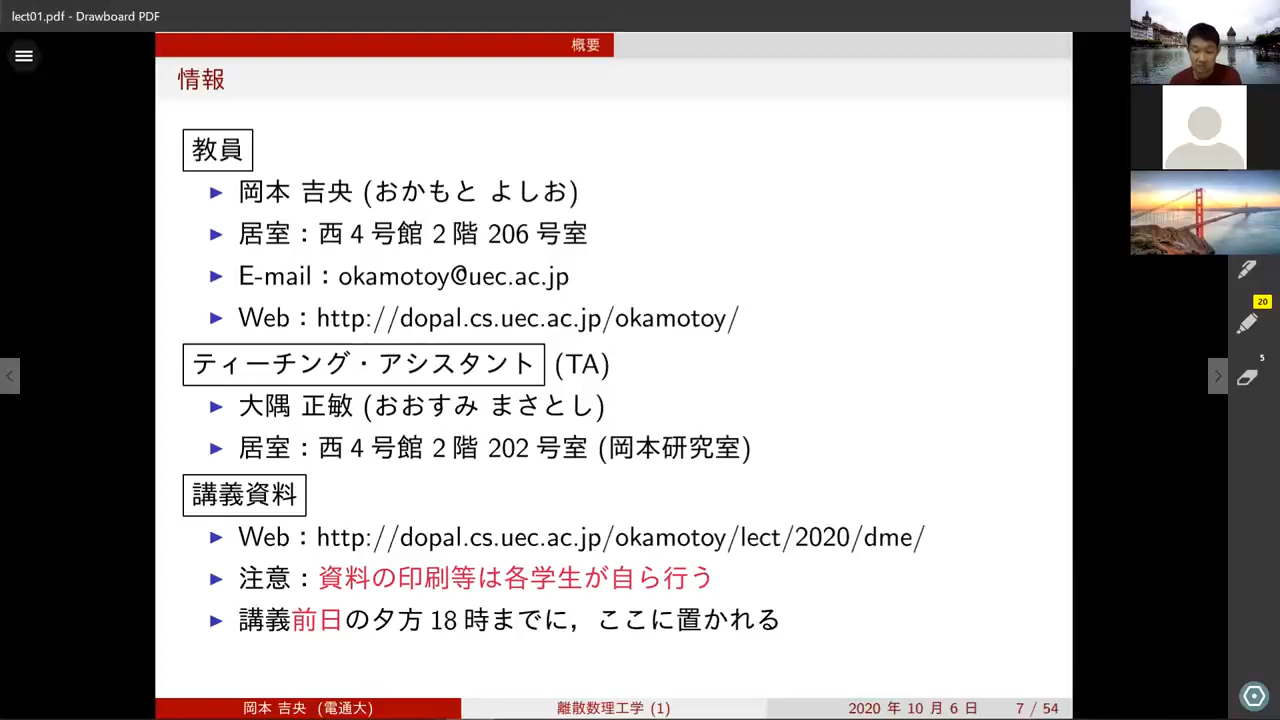 lect01.pdf - Drawboard PDF
概要
情報
教員
岡本 吉央 (おかもと よしお)
居室：西 4 号館 2 階 206 号室
E-mail：okamotoy@uec.ac.jp
Web：http://dopal.cs.uec.ac.jp/okamotoy/
ティーチング・アシスタント (TA)
大隅 正敏 (おおすみ まさとし)
居室：西 4 号館 2 階 202 号室 (岡本研究室)
講義資料
Web：http://dopal.cs.uec.ac.jp/okamotoy/lect/2020/dme/
注意：資料の印刷等は各学生が自ら行う
講義前日の夕方 18 時までに，ここに置かれる
岡本 吉央 (電通大)
離散数理工学 (1)
2020 年 10 月 6 日 7 / 54
20
5